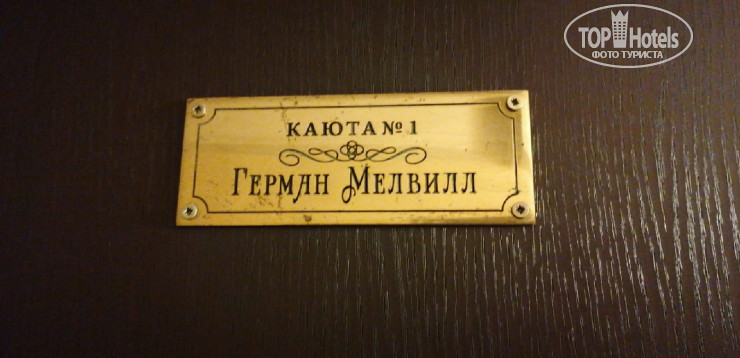 TOP Hotels
ФОТО ТУРИСТА
КАЮТА № 1
ГЕРМАН МЕЛВИЛЛ